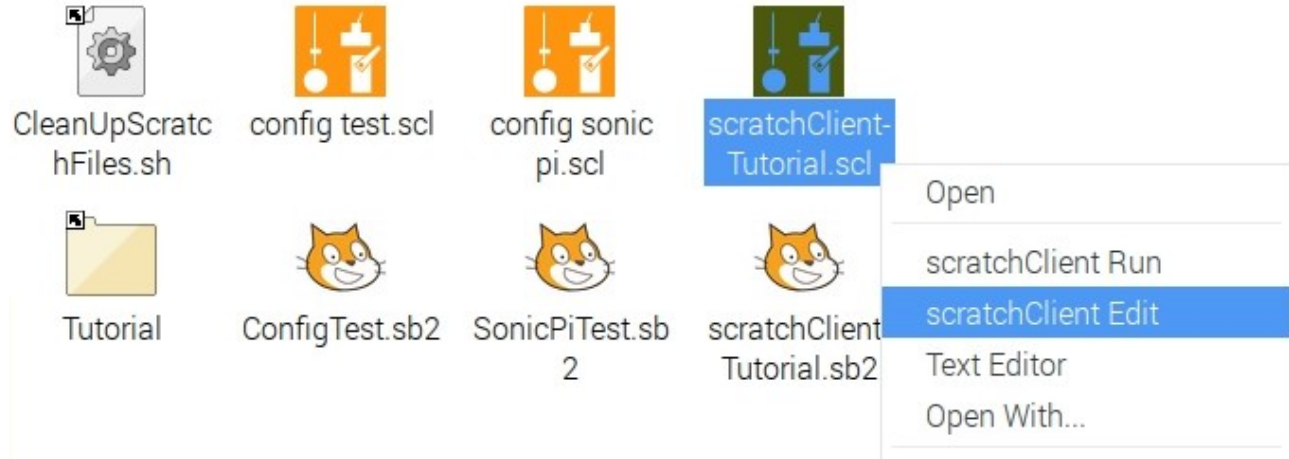 CleanUpScratc
hFiles.sh
config test.scl
config sonic
pi.scl
scratchClient-
Tutorial.scl
Tutorial
ConfigTest.sb2
SonicPiTest.sb
2
scratchClient
Tutorial.sb2
Open
scratchClient Run
scratchClient Edit
Text Editor
Open With...